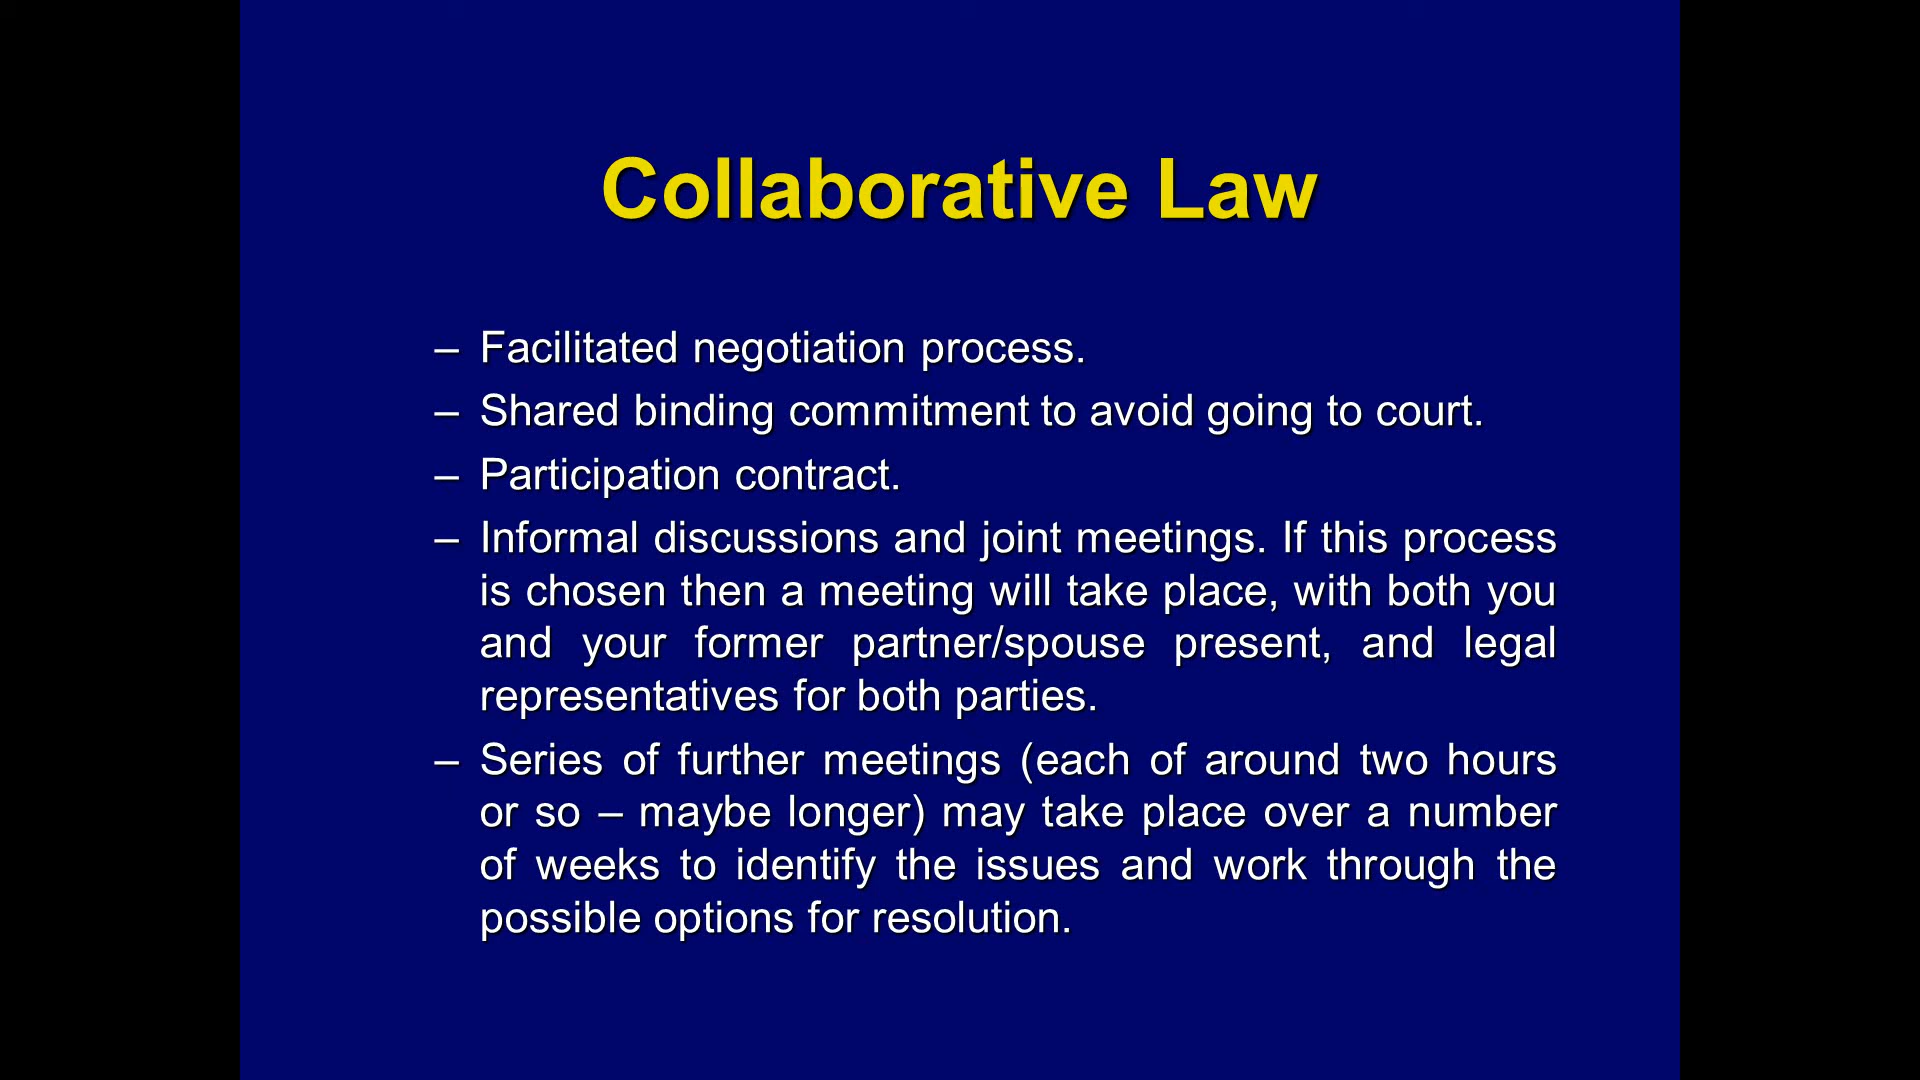 Collaborative Law
– Facilitated negotiation process.
– Shared binding commitment to avoid going to court.
– Participation contract.
– Informal discussions and joint meetings. If this process
is chosen then a meeting will take place, with both you
and your former partner/spouse present, and legal
representatives for both parties.
– Series of further meetings (each of around two hours
or so – maybe longer) may take place over a number
of weeks to identify the issues and work through the
possible options for resolution.